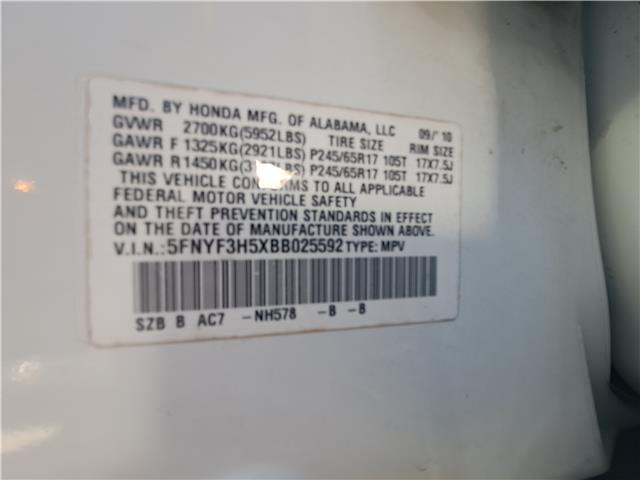 MFD. BY HONDA MFG. OF ALABAMA, LLC 09/'10
GVWR 2700KG(5952LBS) TIRE SIZE RIM SIZE
GAWR F 1325KG(2921LBS) P245/65R17 105T 17X7.5J
GAWR R 1450KG( P245/65R17 105T 17X7.5J
THIS VEHICLE CONFORMS TO ALL APPLICABLE
FEDERAL MOTOR VEHICLE SAFETY
AND THEFT PREVENTION STANDARDS IN EFFECT
ON THE DATE OF MANUFACTURE SHOWN ABOVE.
V.I.N.: 5FNYF3H5XBB025592 TYPE: MPV
SZB B AC7 -NH578 -B -B